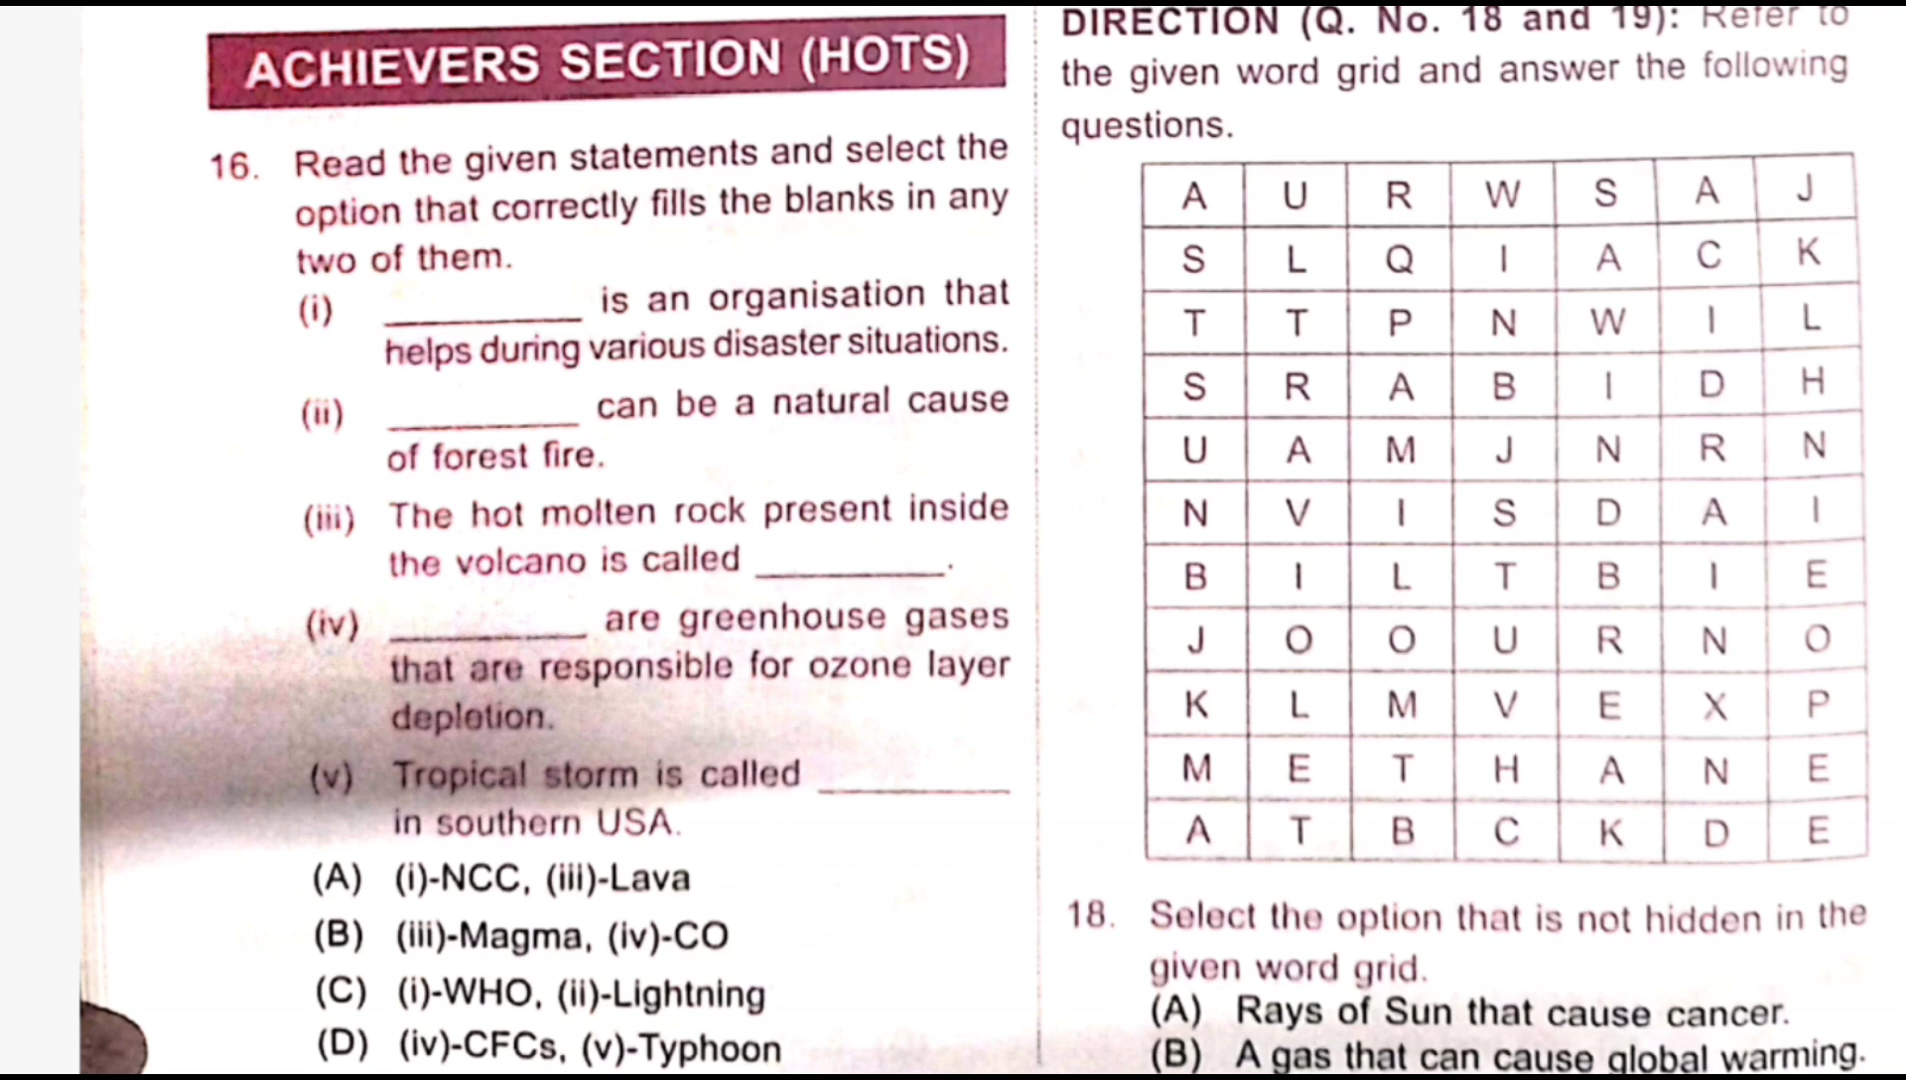 ACHIEVERS SECTION (HOTS)
16. Read the given statements and select the
option that correctly fills the blanks in any
two of them.
(i) __________ is an organisation that
helps during various disaster situations.
(ii) __________ can be a natural cause
of forest fire.
(iii) The hot molten rock present inside
the volcano is called __________.
(iv) __________ are greenhouse gases
that are responsible for ozone layer
depletion.
(v) Tropical storm is called __________
in southern USA.
(A) (i)-NCC, (iii)-Lava
(B) (iii)-Magma, (iv)-CO
(C) (i)-WHO, (ii)-Lightning
(D) (iv)-CFCs, (v)-Typhoon
DIRECTION (Q. No. 18 and 19): Refer to
the given word grid and answer the following
questions.
A U R W S A J
S L Q I A C K
T T P N W I L
S R A B I D H
U A M J N R N
N V I S D A I
B I L T B I E
J O O U R N O
K L M V E X P
M E T H A N E
A T B C K D E
18. Select the option that is not hidden in the
given word grid.
(A) Rays of Sun that cause cancer.
(B) A gas that can cause global warming.